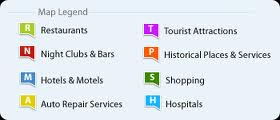 Map Legend
R Restaurants
T Tourist Attractions
N Night Clubs & Bars
P Historical Places & Services
M Hotels & Motels
S Shopping
A Auto Repair Services
H Hospitals